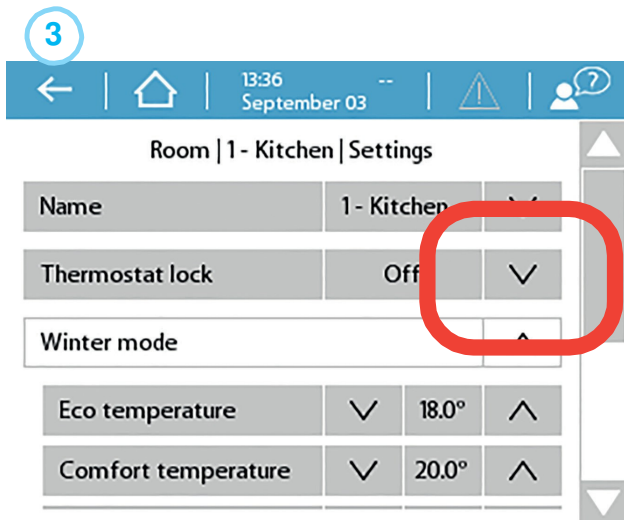 3
13:36 --
September 03
?
Room | 1 - Kitchen | Settings
Name 1 - Kitchen
Thermostat lock Off
Winter mode
Eco temperature 18.0°
Comfort temperature 20.0°